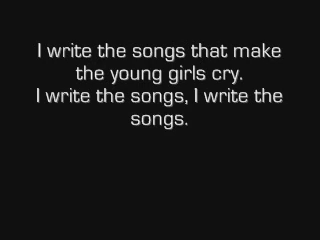 I write the songs that make
the young girls cry.
I write the songs, I write the
songs.